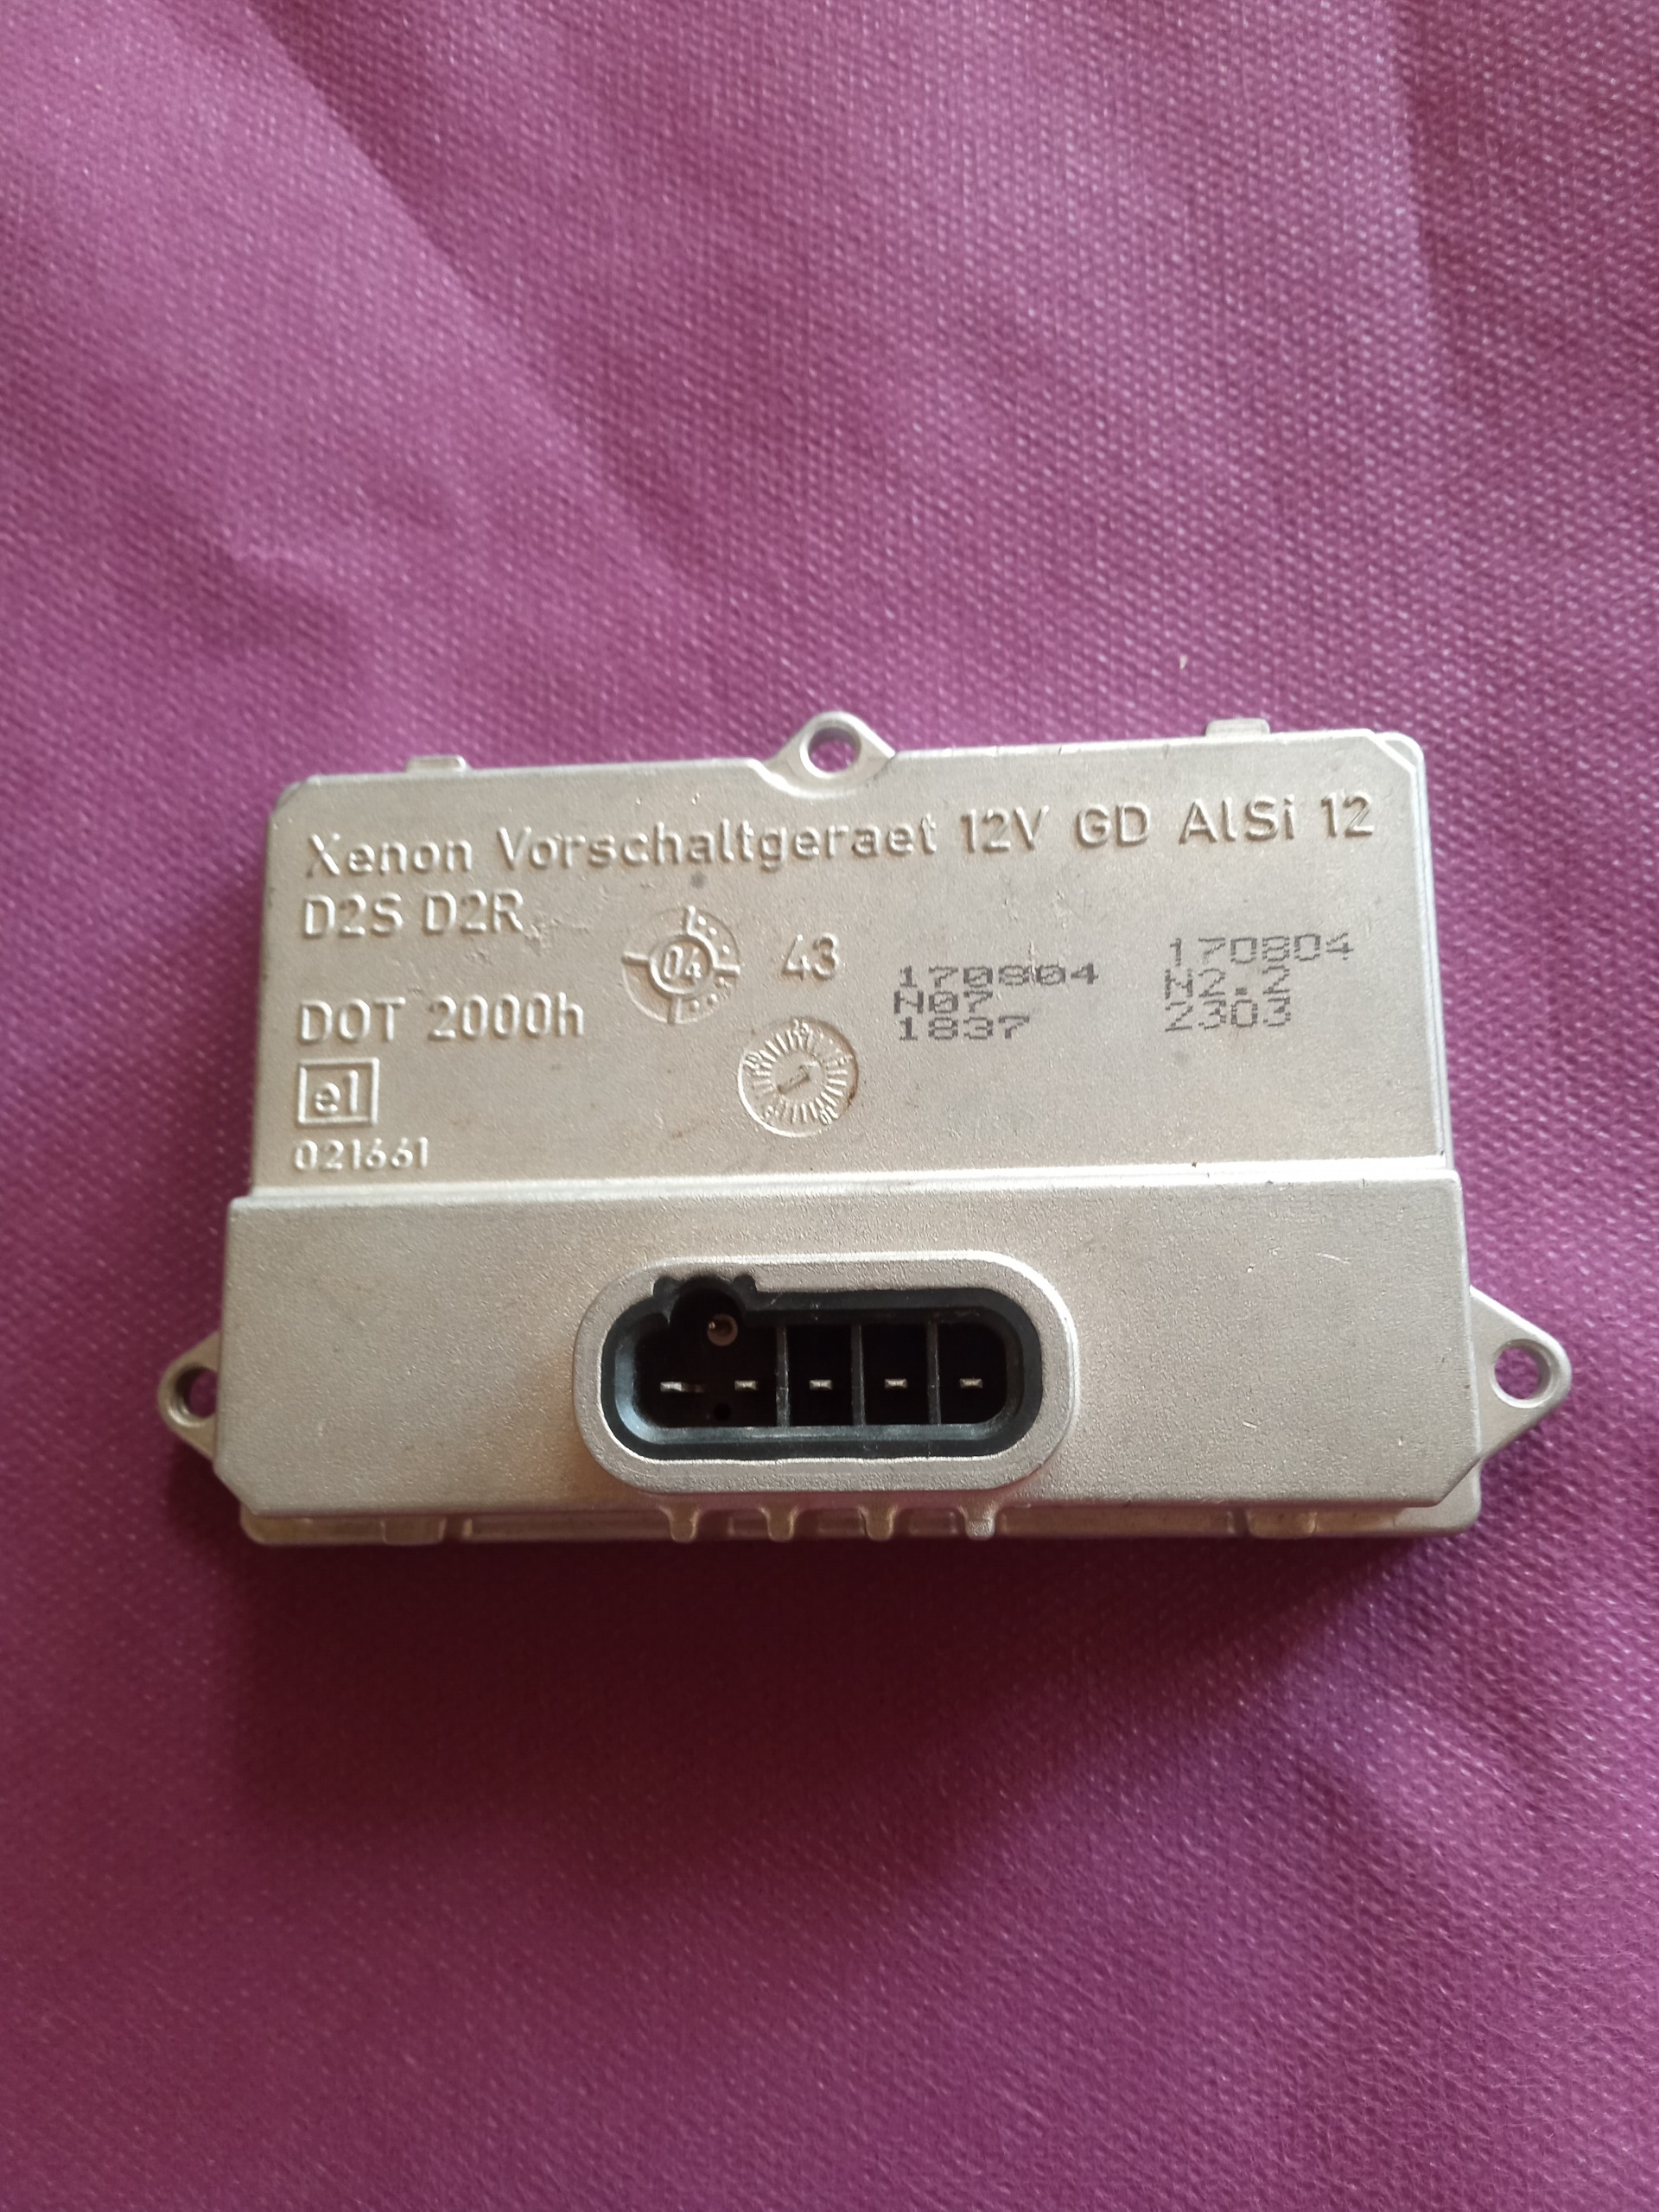 Xenon Vorschaltgeraet 12V GD AlSi 12
D2S D2R
04
43
170804
N07
1837
170804
N2.2
2303
DOT 2000h
e1
021661